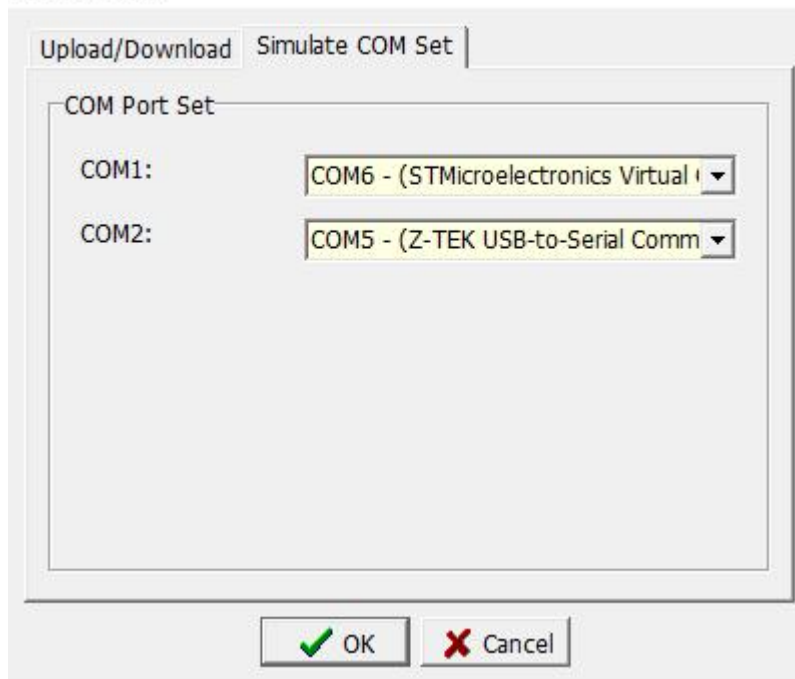 Upload/Download Simulate COM Set
COM Port Set
COM1: COM6 - (STMicroelectronics Virtual
COM2: COM5 - (Z-TEK USB-to-Serial Comm
OK Cancel